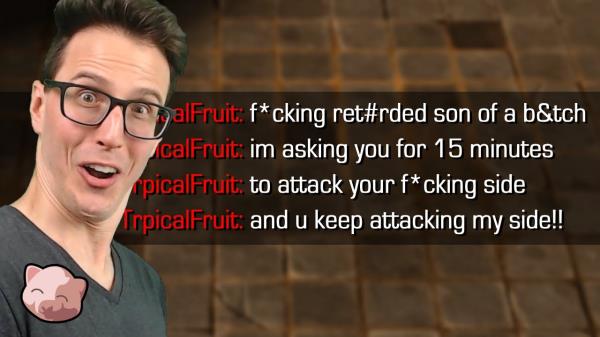 icalFruit: f*cking ret#rded son of a b&tch
picalFruit: im asking you for 15 minutes
rpicalFruit: to attack your f*cking side
TrpicalFruit: and u keep attacking my side!!